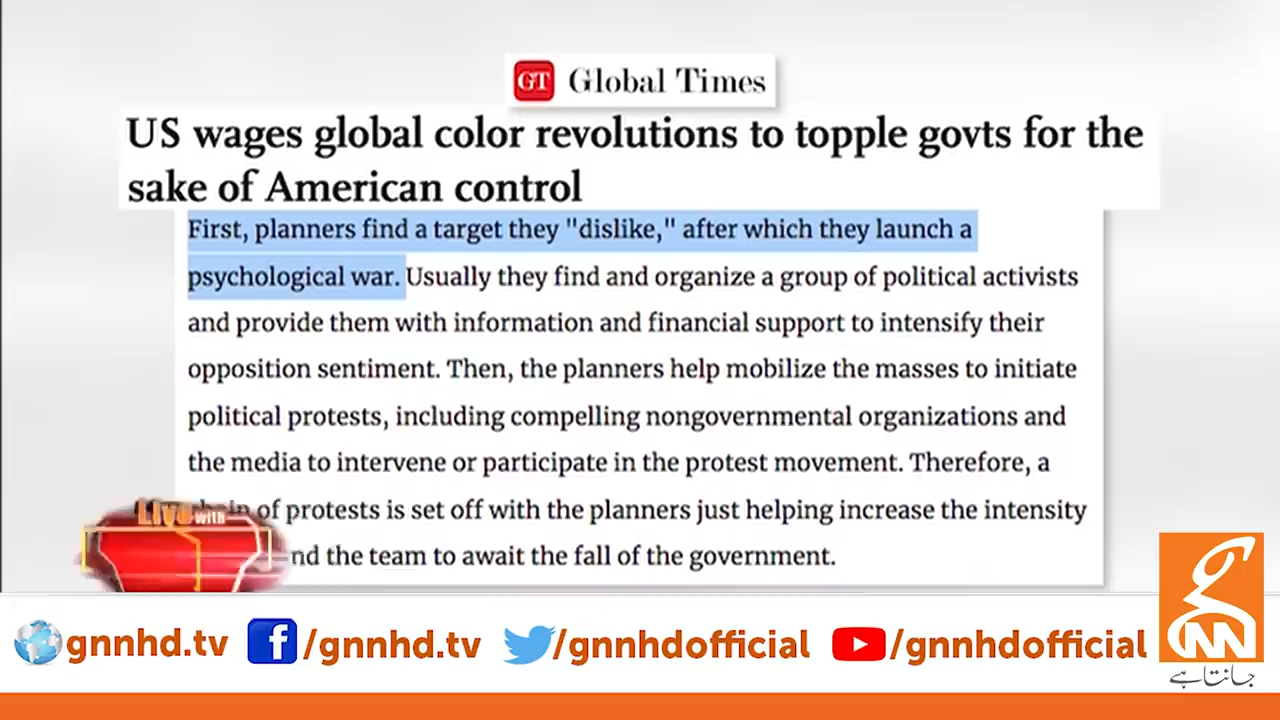 GT Global Times
US wages global color revolutions to topple govts for the
sake of American control
First, planners find a target they "dislike," after which they launch a
psychological war. Usually they find and organize a group of political activists
and provide them with information and financial support to intensify their
opposition sentiment. Then, the planners help mobilize the masses to initiate
political protests, including compelling nongovernmental organizations and
the media to intervene or participate in the protest movement. Therefore, a
of protests is set off with the planners just helping increase the intensity
nd the team to await the fall of the government.
Live with
gnnhd.tv /gnnhd.tv /gnnhdofficial /gnnhdofficial
GNN
جانتا ہے